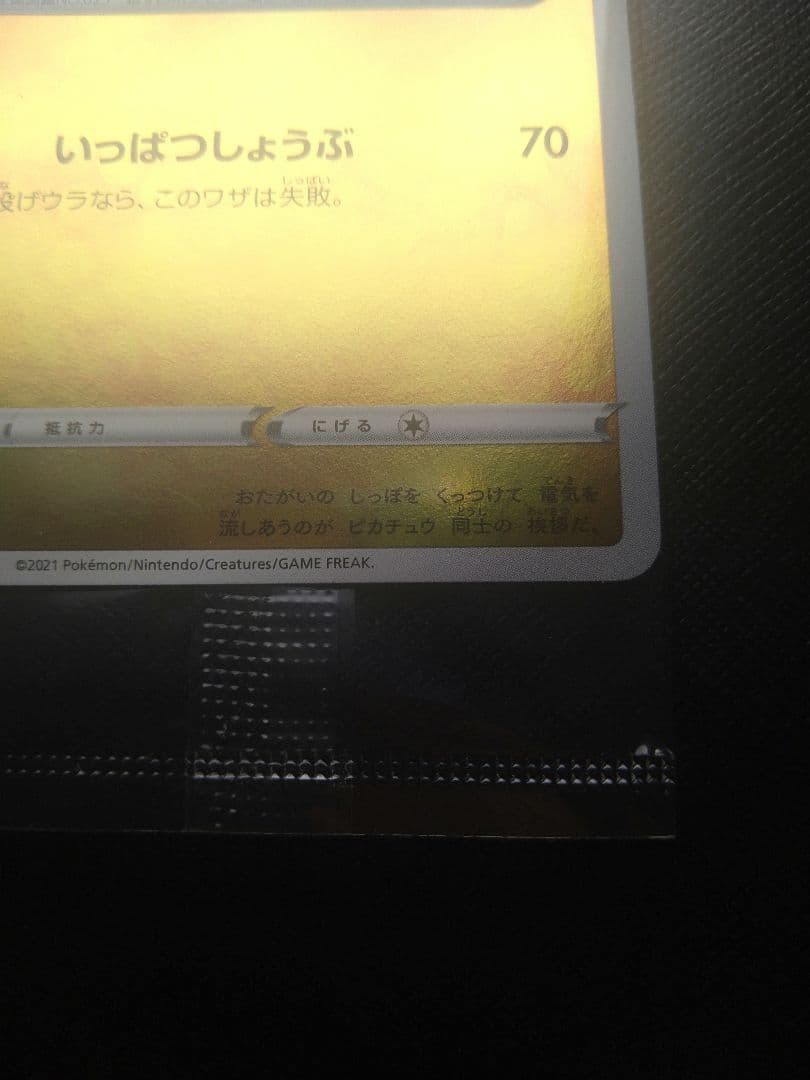 いっぱつしょうぶ 70
投げウラなら、このワザは失敗。
抵抗力 にげる
おたがいの しっぽを くっつけて 電気を
流しあうのが ピカチュウ 同士の 挨拶だ。
©2021 Pokémon/Nintendo/Creatures/GAME FREAK.